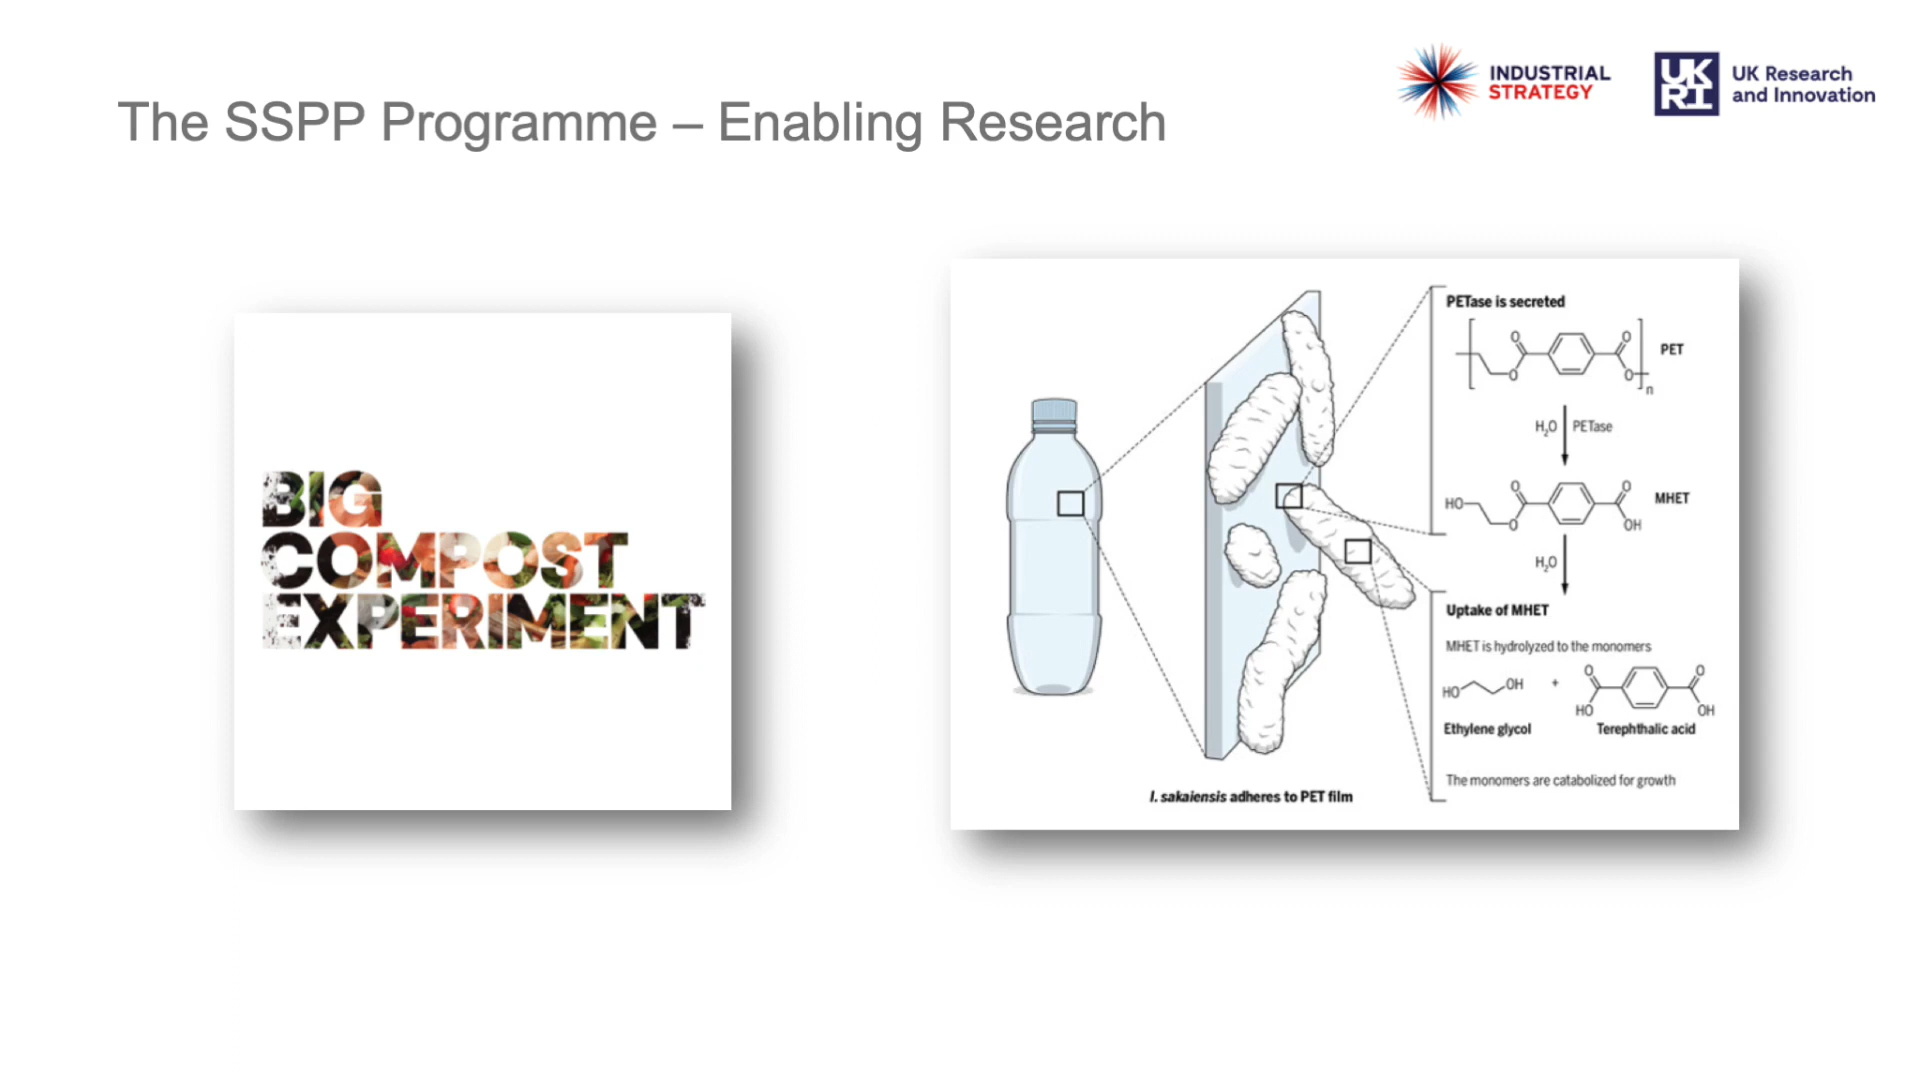 The SSPP Programme – Enabling Research
INDUSTRIAL
STRATEGY
UK
RI
UK Research
and Innovation
BIG
COMPOST
EXPERIMENT
I. sakaiensis adheres to PET film
PETase is secreted
O
O
O
O
n
PET
H₂O
PETase
HO
O
O
O
OH
MHET
H₂O
Uptake of MHET
MHET is hydrolyzed to the monomers
HO
OH
+
O
HO
O
OH
Ethylene glycol
Terephthalic acid
The monomers are catabolized for growth